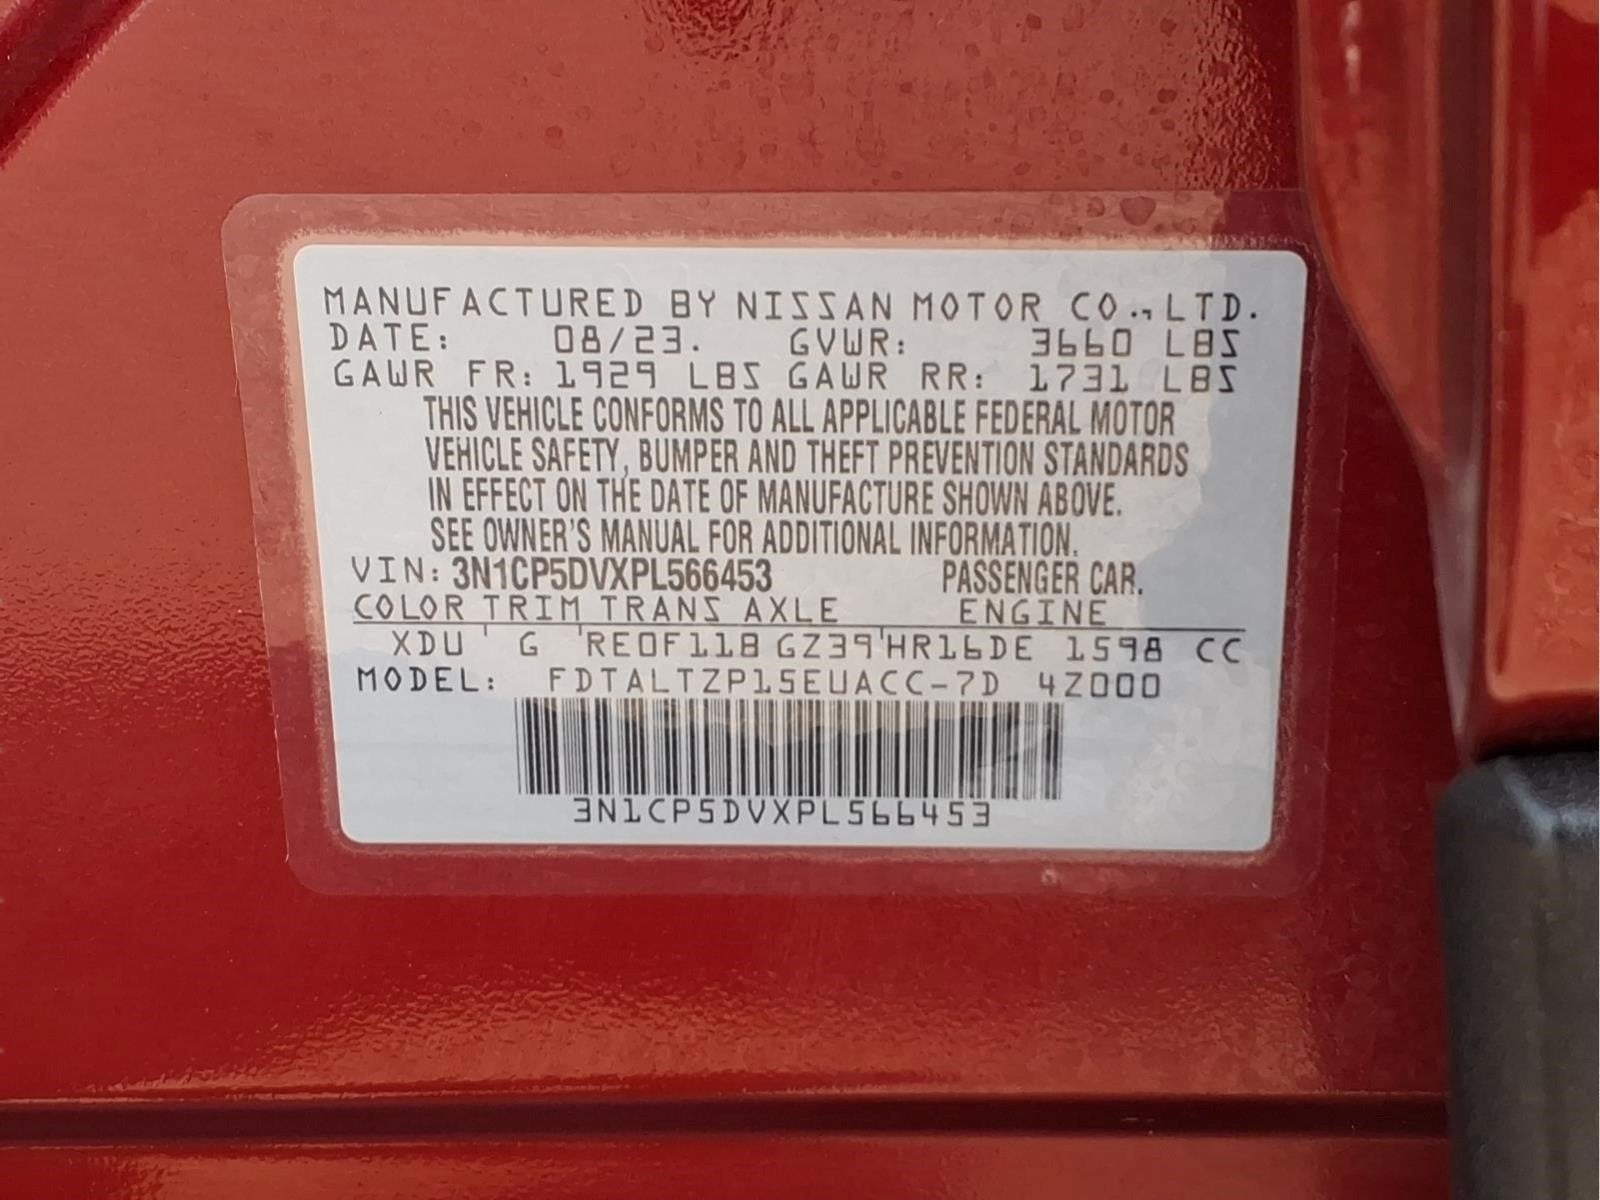 MANUFACTURED BY NISSAN MOTOR CO.,LTD.
DATE: 08/23. GVWR: 3660 LBS
GAWR FR: 1929 LBS GAWR RR: 1731 LBS
THIS VEHICLE CONFORMS TO ALL APPLICABLE FEDERAL MOTOR
VEHICLE SAFETY, BUMPER AND THEFT PREVENTION STANDARDS
IN EFFECT ON THE DATE OF MANUFACTURE SHOWN ABOVE.
SEE OWNER'S MANUAL FOR ADDITIONAL INFORMATION.
VIN: 3N1CP5DVXPL566453 PASSENGER CAR.
COLOR TRIM TRANS AXLE ENGINE
XDU ' G 'RE0F11B GZ39'HR16DE 1598 CC
MODEL: FDTALTZP15EUACC-7D 4Z000
3N1CP5DVXPL566453